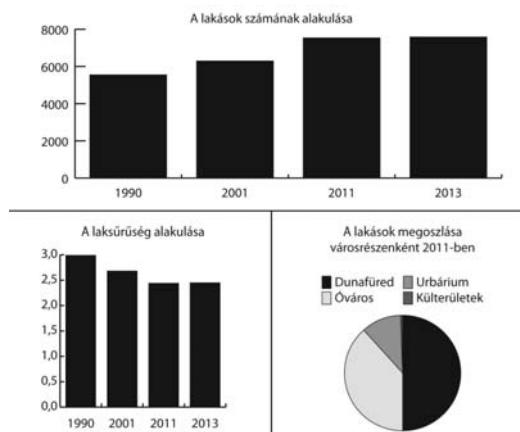 A lakások számának alakulása
8000
6000
4000
2000
0
1990 2001 2011 2013
A laksűrűség alakulása
3,0
2,5
2,0
1,5
1,0
0,5
0,0
1990 2001 2011 2013
A lakások megoszlása
városrészenként 2011-ben
Dunafüred Urbárium
Óváros Külterületek